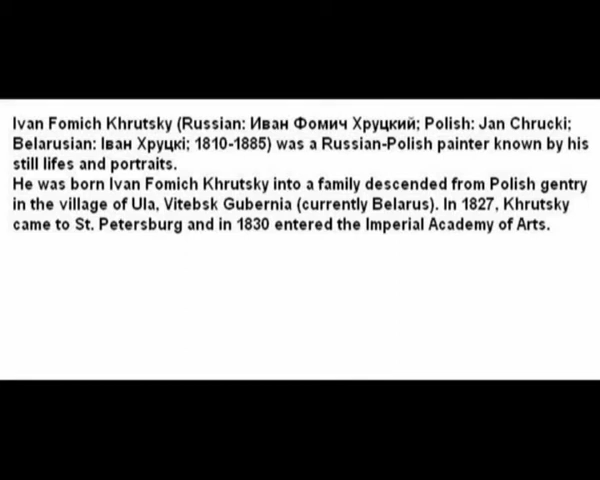 Ivan Fomich Khrutsky (Russian: Иван Фомич Хруцкий; Polish: Jan Chrucki;
Belarusian: Іван Хруцкі; 1810-1885) was a Russian-Polish painter known by his
still lifes and portraits.
He was born Ivan Fomich Khrutsky into a family descended from Polish gentry
in the village of Ula, Vitebsk Gubernia (currently Belarus). In 1827, Khrutsky
came to St. Petersburg and in 1830 entered the Imperial Academy of Arts.